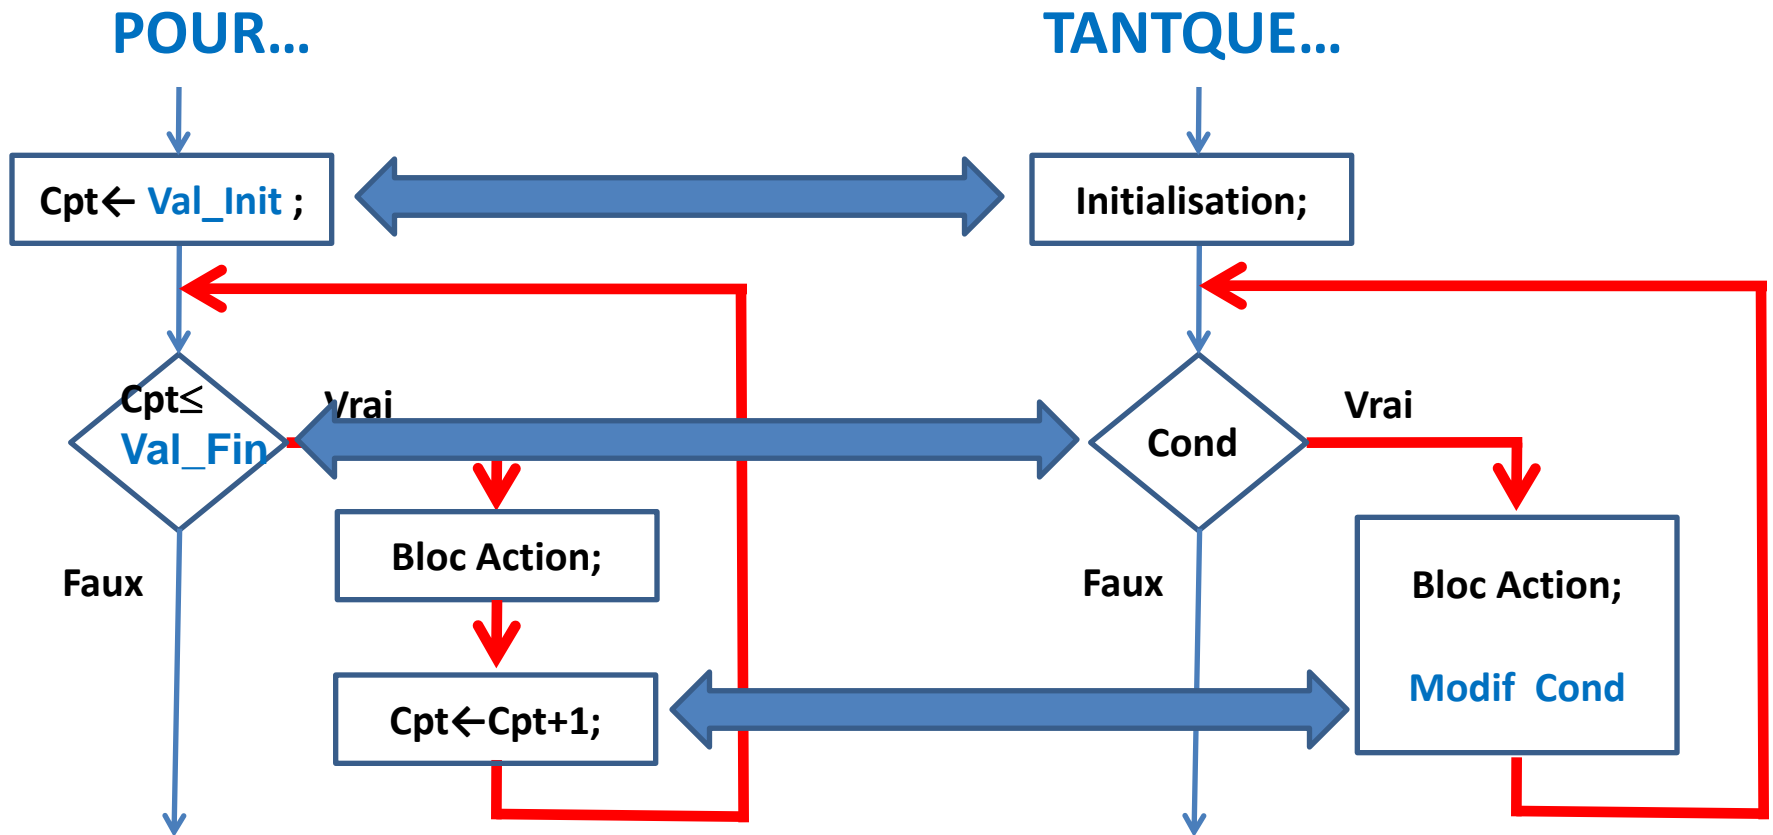 POUR...
TANTQUE...
Cpt← Val_Init ;
Initialisation;
Cpt≤
Val_Fin
Vrai
Cond
Vrai
Bloc Action;
Faux
Faux
Bloc Action;
Modif Cond
Cpt←Cpt+1;